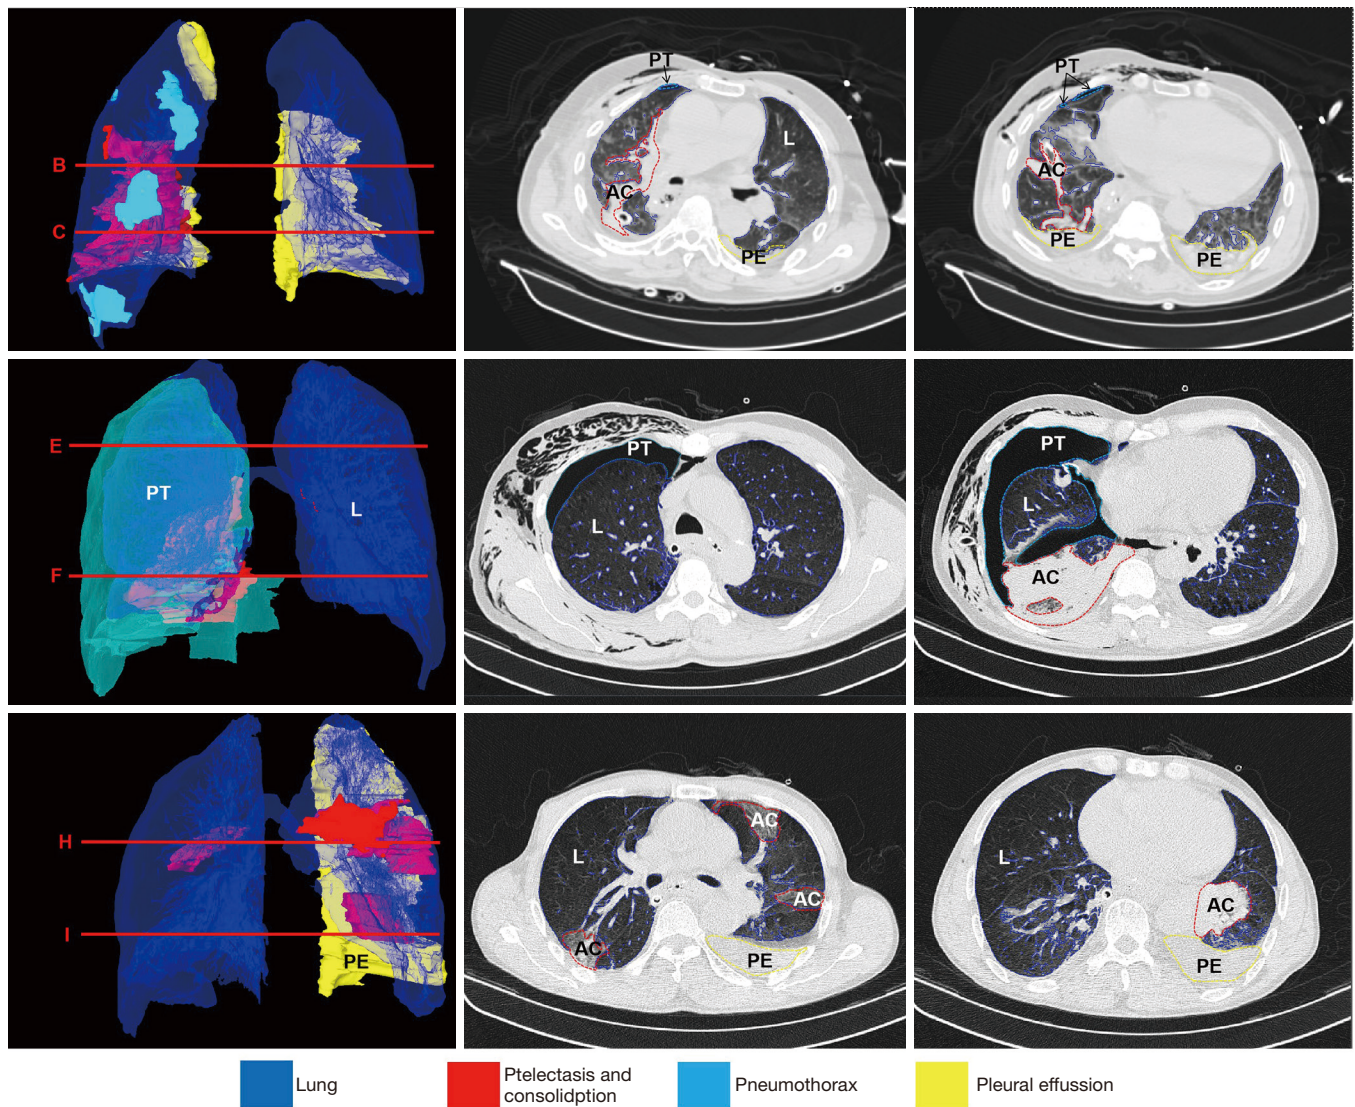 PT
PT
B
L
AC
AC
C
PE
PE
PE
E
PT
PT
PT
L
L
L
F
AC
AC
H
L
L
AC
AC
AC
I
PE
PE
PE
Lung
Ptelectasis and
consolidption
Pneumothorax
Pleural effussion